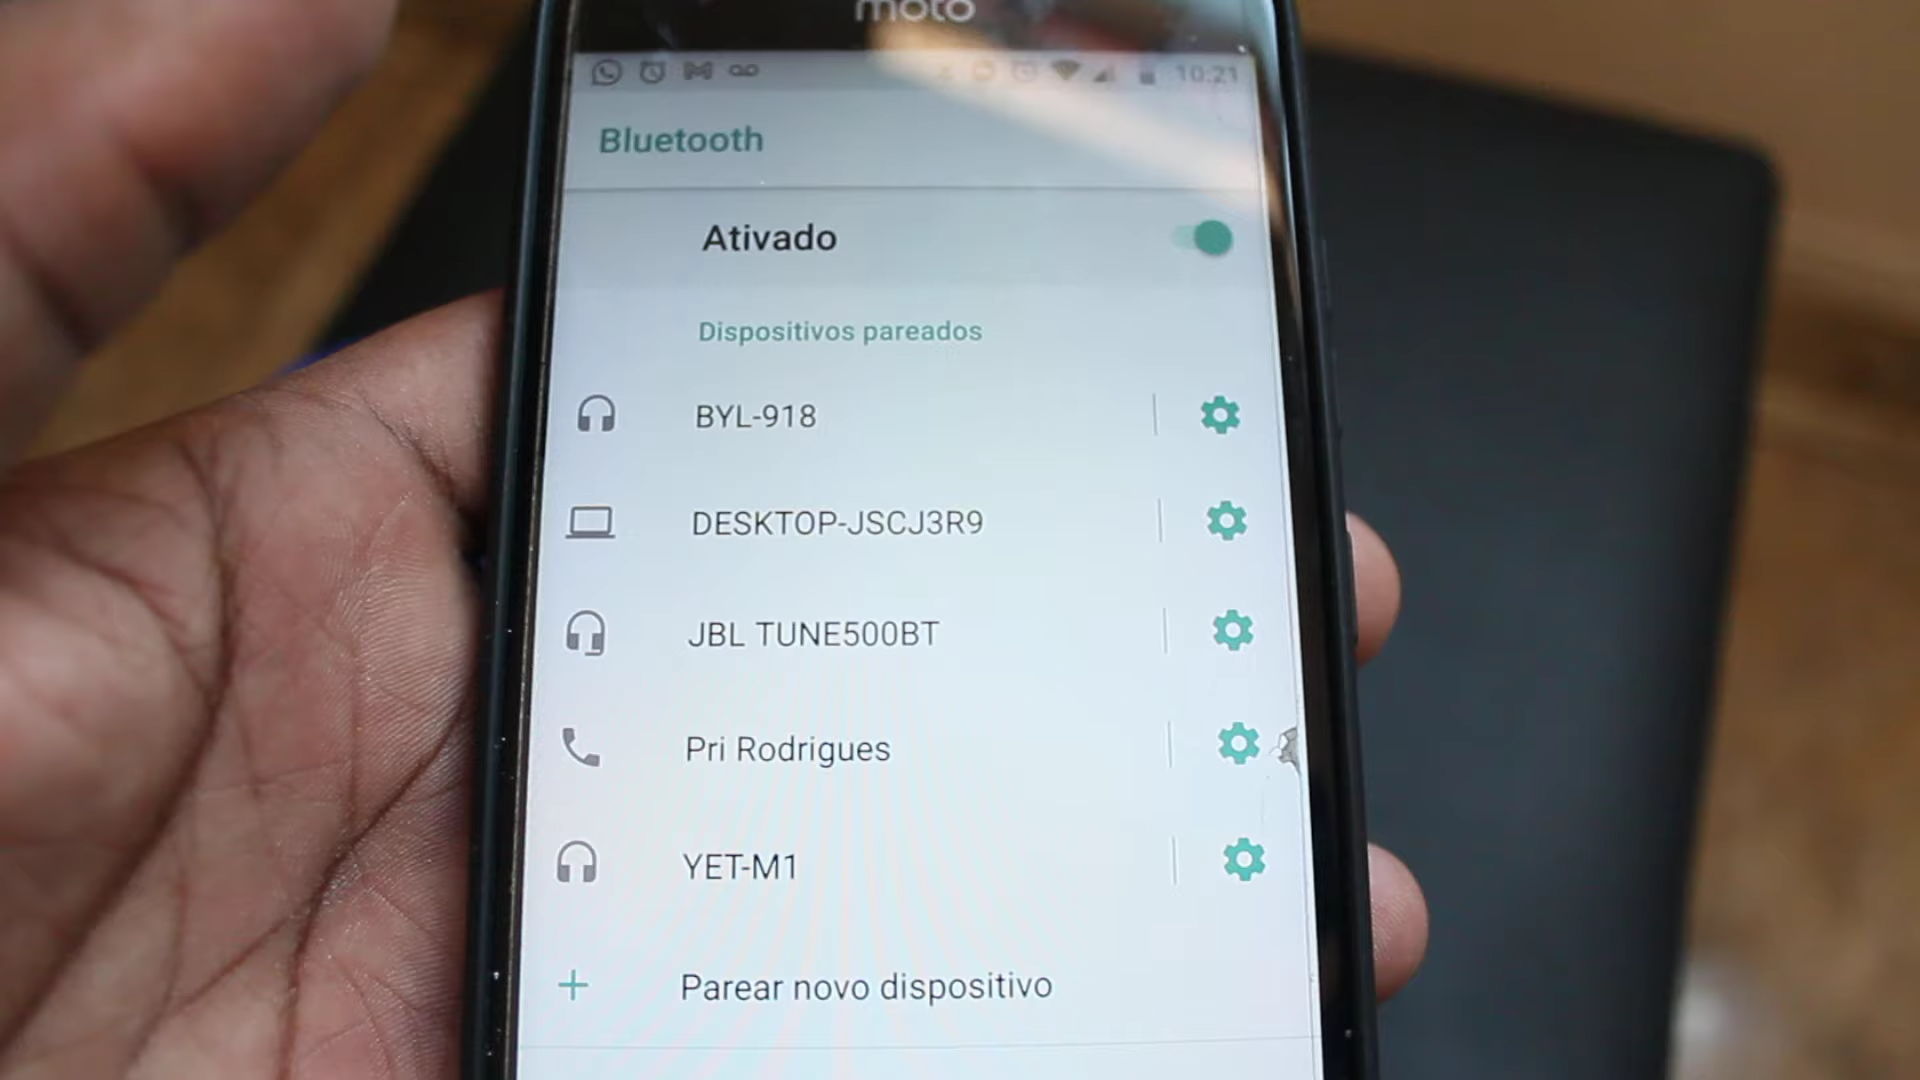 moto
10:21
Bluetooth
Ativado
Dispositivos pareados
BYL-918
DESKTOP-JSCJ3R9
JBL TUNE500BT
Pri Rodrigues
YET-M1
Parear novo dispositivo